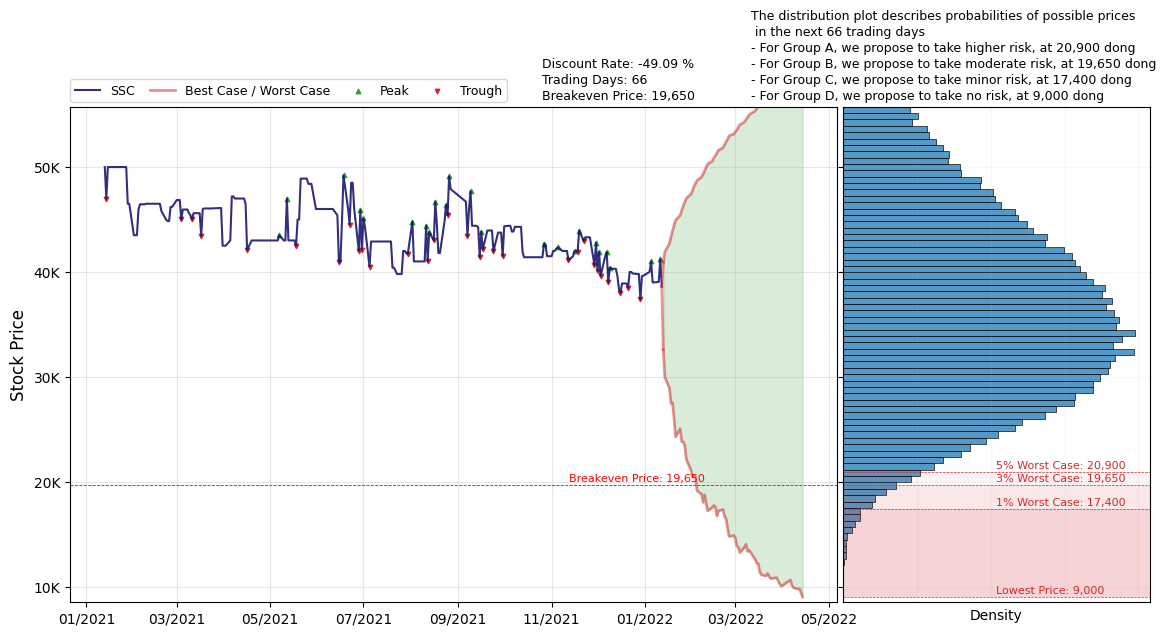 The distribution plot describes probabilities of possible prices
in the next 66 trading days
- For Group A, we propose to take higher risk, at 20,900 dong
- For Group B, we propose to take moderate risk, at 19,650 dong
- For Group C, we propose to take minor risk, at 17,400 dong
- For Group D, we propose to take no risk, at 9,000 dong
Discount Rate: -49.09 %
Trading Days: 66
Breakeven Price: 19,650
SSC Best Case / Worst Case Peak Trough
Stock Price
50K
40K
30K
20K
10K
Breakeven Price: 19,650
5% Worst Case: 20,900
3% Worst Case: 19,650
1% Worst Case: 17,400
Lowest Price: 9,000
01/2021 03/2021 05/2021 07/2021 09/2021 11/2021 01/2022 03/2022 05/2022
Density